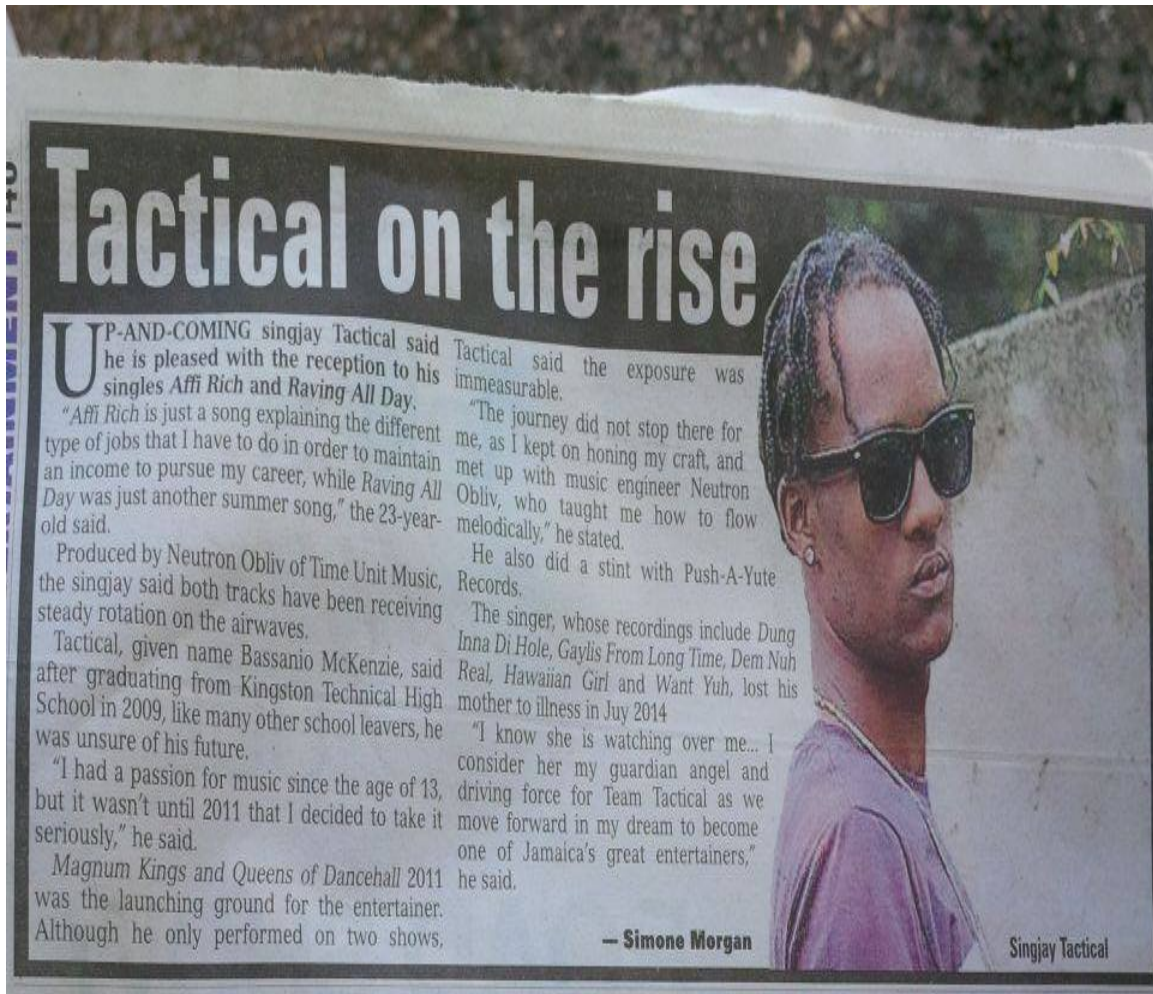 Tactical on the rise
UP-AND-COMING singjay Tactical said
he is pleased with the reception to his
singles Affi Rich and Raving All Day.
"Affi Rich is just a song explaining the different
type of jobs that I have to do in order to maintain
an income to pursue my career, while Raving All
Day was just another summer song," the 23-year-
old said.
Produced by Neutron Obliv of Time Unit Music,
the singjay said both tracks have been receiving
steady rotation on the airwaves.
Tactical, given name Bassanio McKenzie, said
after graduating from Kingston Technical High
School in 2009, like many other school leavers, he
was unsure of his future.
"I had a passion for music since the age of 13,
but it wasn't until 2011 that I decided to take it
seriously," he said.
Magnum Kings and Queens of Dancehall 2011
was the launching ground for the entertainer.
Although he only performed on two shows,
Tactical said the exposure was
immeasurable.
"The journey did not stop there for
me, as I kept on honing my craft, and
met up with music engineer Neutron
Obliv, who taught me how to flow
melodically," he stated.
He also did a stint with Push-A-Yute
Records.
The singer, whose recordings include Dung
Inna Di Hole, Gaylis From Long Time, Dem Nuh
Real, Hawaiian Girl and Want Yuh, lost his
mother to illness in Juy 2014
"I know she is watching over me... I
consider her my guardian angel and
driving force for Team Tactical as we
move forward in my dream to become
one of Jamaica's great entertainers,"
he said.
— Simone Morgan
Singjay Tactical